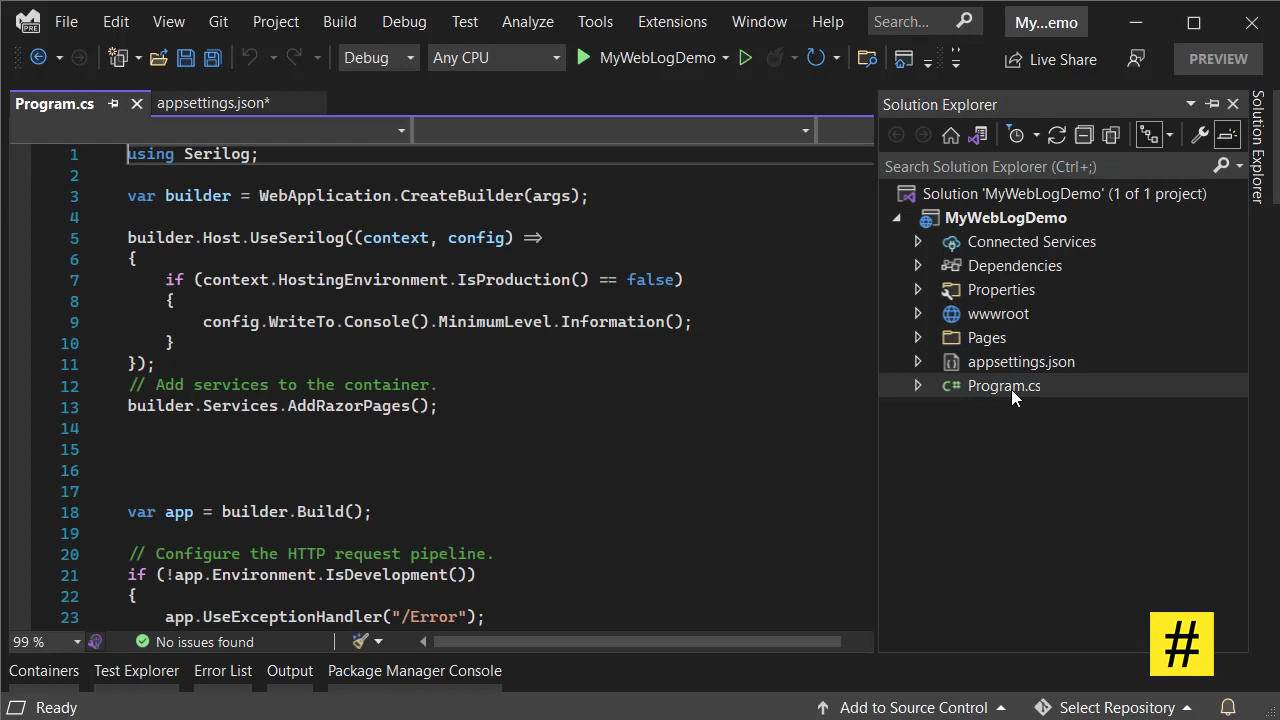 File Edit View Git Project Build Debug Test Analyze Tools Extensions Window Help Search... My...emo
Debug Any CPU MyWebLogDemo Live Share PREVIEW
Program.cs appsettings.json*
1 using Serilog;
2
3 var builder = WebApplication.CreateBuilder(args);
4
5 builder.Host.UseSerilog((context, config) =>
6 {
7 if (context.HostingEnvironment.IsProduction() == false)
8 {
9 config.WriteTo.Console().MinimumLevel.Information();
10 }
11 });
12 // Add services to the container.
13 builder.Services.AddRazorPages();
14
15
16
17
18 var app = builder.Build();
19
20 // Configure the HTTP request pipeline.
21 if (!app.Environment.IsDevelopment())
22 {
23 app.UseExceptionHandler("/Error");
99 % No issues found
Solution Explorer
Search Solution Explorer (Ctrl+;)
Solution 'MyWebLogDemo' (1 of 1 project)
MyWebLogDemo
Connected Services
Dependencies
Properties
wwwroot
Pages
appsettings.json
C# Program.cs
Solution Explorer
#
Containers Test Explorer Error List Output Package Manager Console
Ready Add to Source Control Select Repository